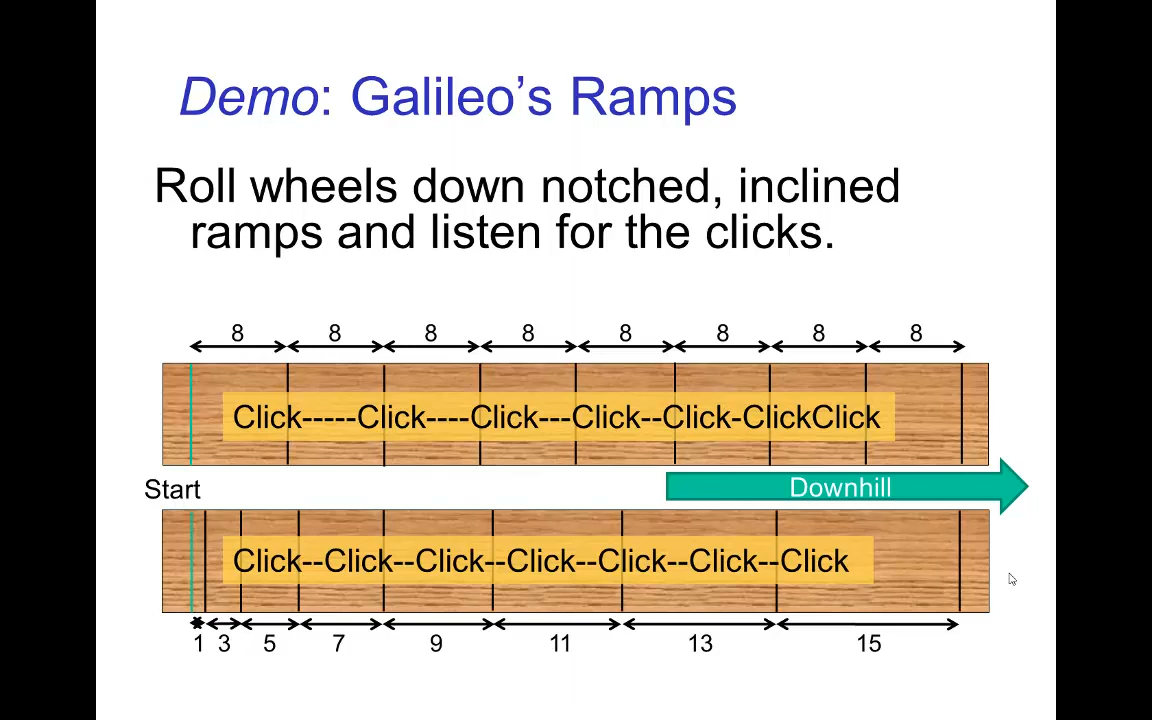 Demo: Galileo’s Ramps
Roll wheels down notched, inclined
ramps and listen for the clicks.
8 8 8 8 8 8 8 8
Click-----Click----Click---Click--Click-ClickClick
Start
Downhill
Click--Click--Click--Click--Click--Click--Click
1 3 5 7 9 11 13 15